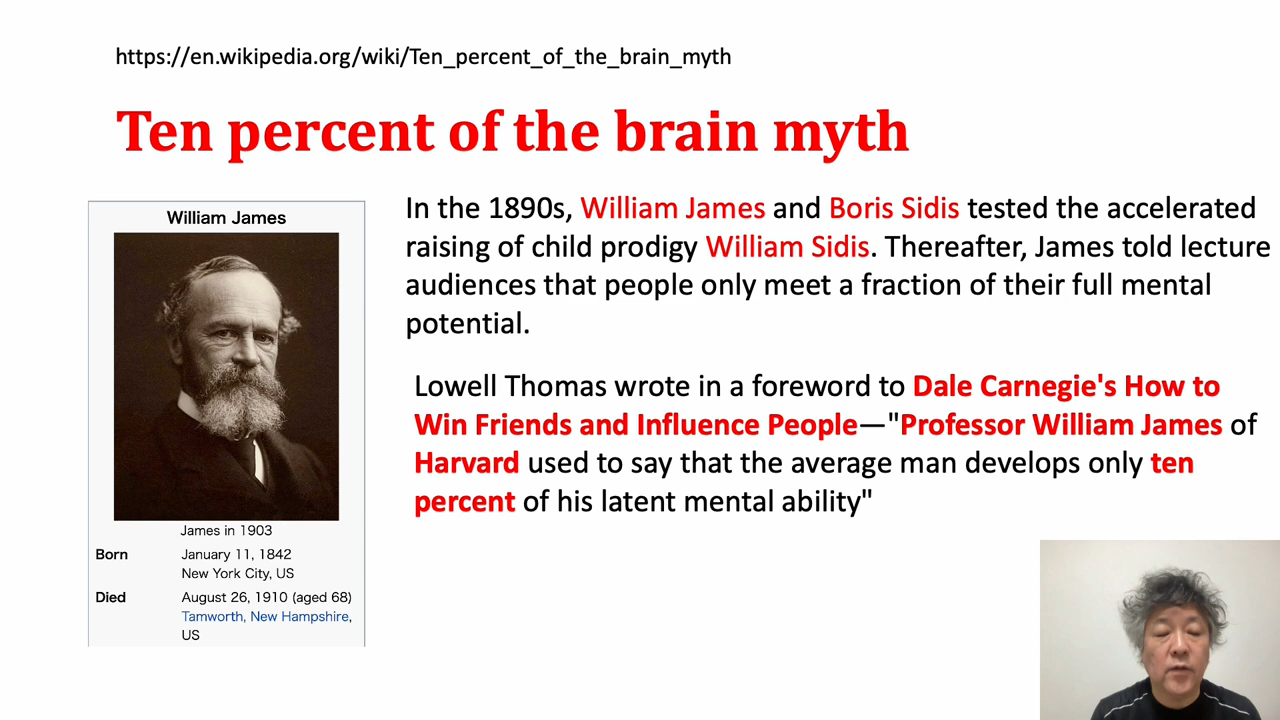 https://en.wikipedia.org/wiki/Ten_percent_of_the_brain_myth
Ten percent of the brain myth
William James
James in 1903
Born January 11, 1842
New York City, US
Died August 26, 1910 (aged 68)
Tamworth, New Hampshire,
US
In the 1890s, William James and Boris Sidis tested the accelerated
raising of child prodigy William Sidis. Thereafter, James told lecture
audiences that people only meet a fraction of their full mental
potential.
Lowell Thomas wrote in a foreword to Dale Carnegie's How to
Win Friends and Influence People—"Professor William James of
Harvard used to say that the average man develops only ten
percent of his latent mental ability"